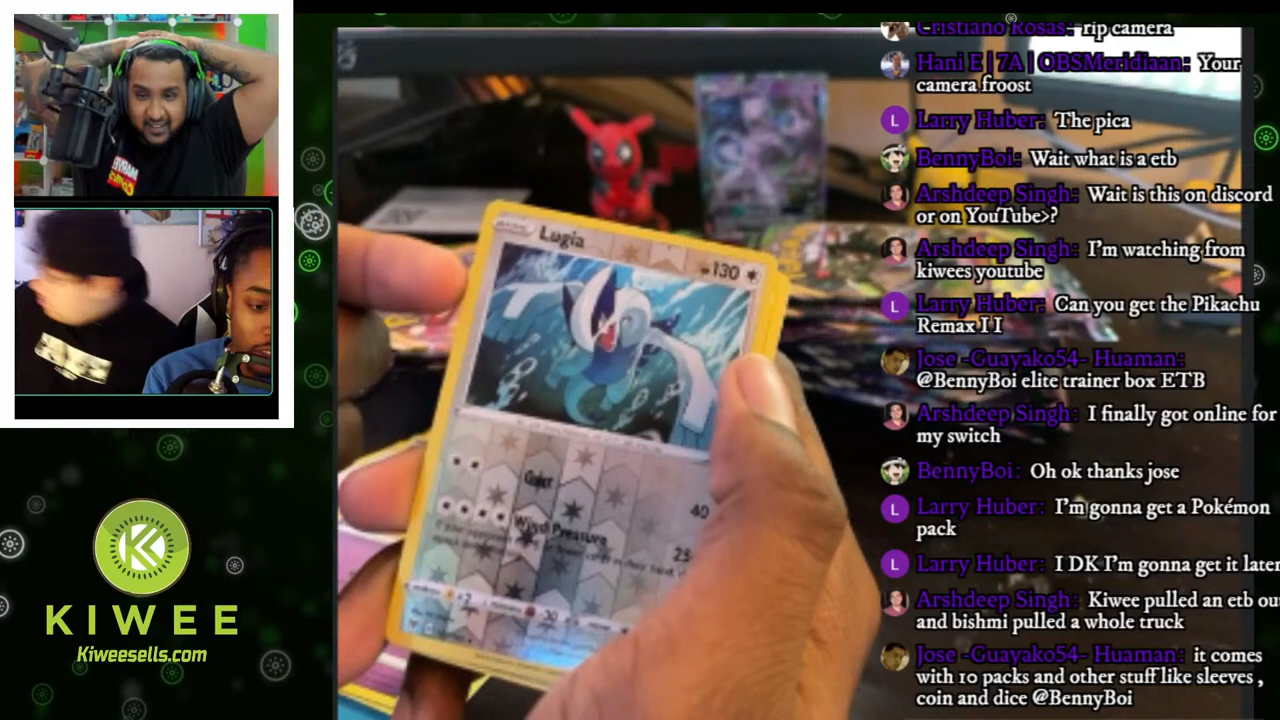 Cristiano Rosas: rip camera
Hani E | 7A | OBSMeridiaan: Your
camera froost
Larry Huber: The pica
BennyBoi: Wait what is a etb
Arshdeep Singh: Wait is this on discord
or on YouTube>?
Arshdeep Singh: I'm watching from
kiwees youtube
Larry Huber: Can you get the Pikachu
Remax I I
Jose -Guayako54- Huaman:
@BennyBoi elite trainer box ETB
Arshdeep Singh: I finally got online for
my switch
BennyBoi: Oh ok thanks jose
Larry Huber: I'm gonna get a Pokémon
pack
Larry Huber: I DK I'm gonna get it later
Arshdeep Singh: Kiwee pulled an etb out
and bishmi pulled a whole truck
Jose -Guayako54- Huaman: it comes
with 10 packs and other stuff like sleeves ,
coin and dice @BennyBoi
Lugia
130
Gust
40
Wind Pressure
-30
K
KIWEE
Kiweesells.com